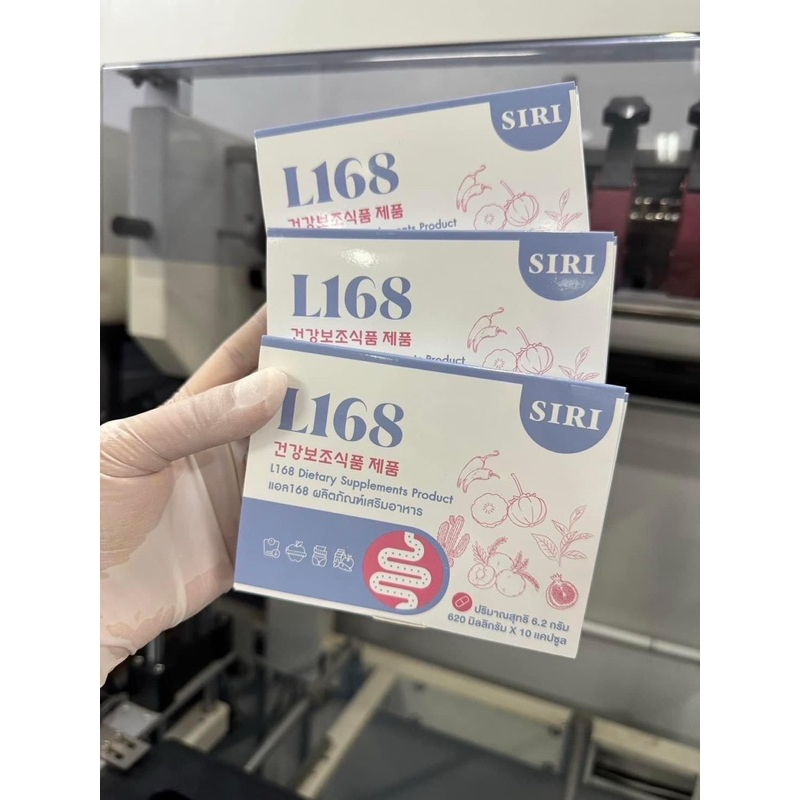 SIRI
L168
건강보조식품 제품
Product
SIRI
L168
건강보조식품 제품
Product
SIRI
L168
건강보조식품 제품
L168 Dietary Supplements Product
แอล168 ผลิตภัณฑ์เสริมอาหาร
ปริมาณสุทธิ 6.2 กรัม
620 มิลลิกรัม X 10 แคปซูล